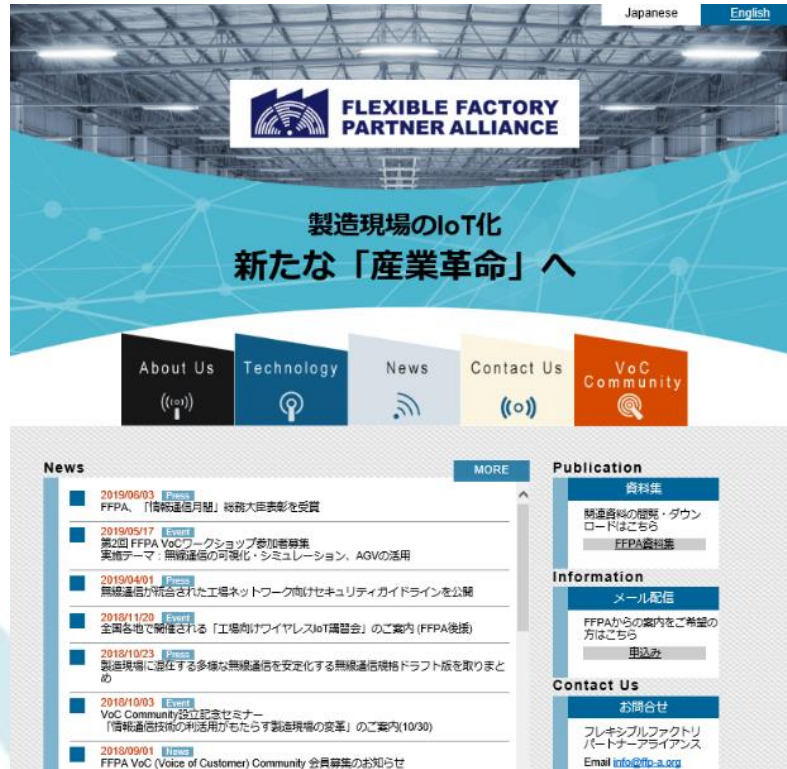 Japanese
English
FLEXIBLE FACTORY
PARTNER ALLIANCE
製造現場のIoT化
新たな「産業革命」へ
About Us
Technology
News
Contact Us
VoC
Community
News
MORE
2019/06/03 Press
FFPA、「情報通信月間」総務大臣表彰を受賞
2019/05/17 Event
第2回 FFPA VoCワークショップ参加者募集
実施テーマ：無線通信の可視化・シミュレーション、AGVの活用
2019/04/01 Press
無線通信が統合された工場ネットワーク向けセキュリティガイドラインを公開
2018/11/20 Event
全国各地で開催される「工場向けワイヤレスIoT講習会」のご案内 (FFPA後援)
2018/10/23 Press
製造現場に混在する多様な無線通信を安定化する無線通信規格ドラフト版を取りまと
め
2018/10/03 Event
VoC Community設立記念セミナー
「情報通信技術の利活用がもたらす製造現場の変革」のご案内(10/30)
2018/09/01 News
FFPA VoC (Voice of Customer) Community 会員募集のお知らせ
Publication
資料集
関連資料の閲覧・ダウン
ロードはこちら
FFPA資料集
Information
メール配信
FFPAからの案内をご希望の
方はこちら
申込み
Contact Us
お問合せ
フレキシブルファクトリ
パートナーアライアンス
Email info@ffp-a.org